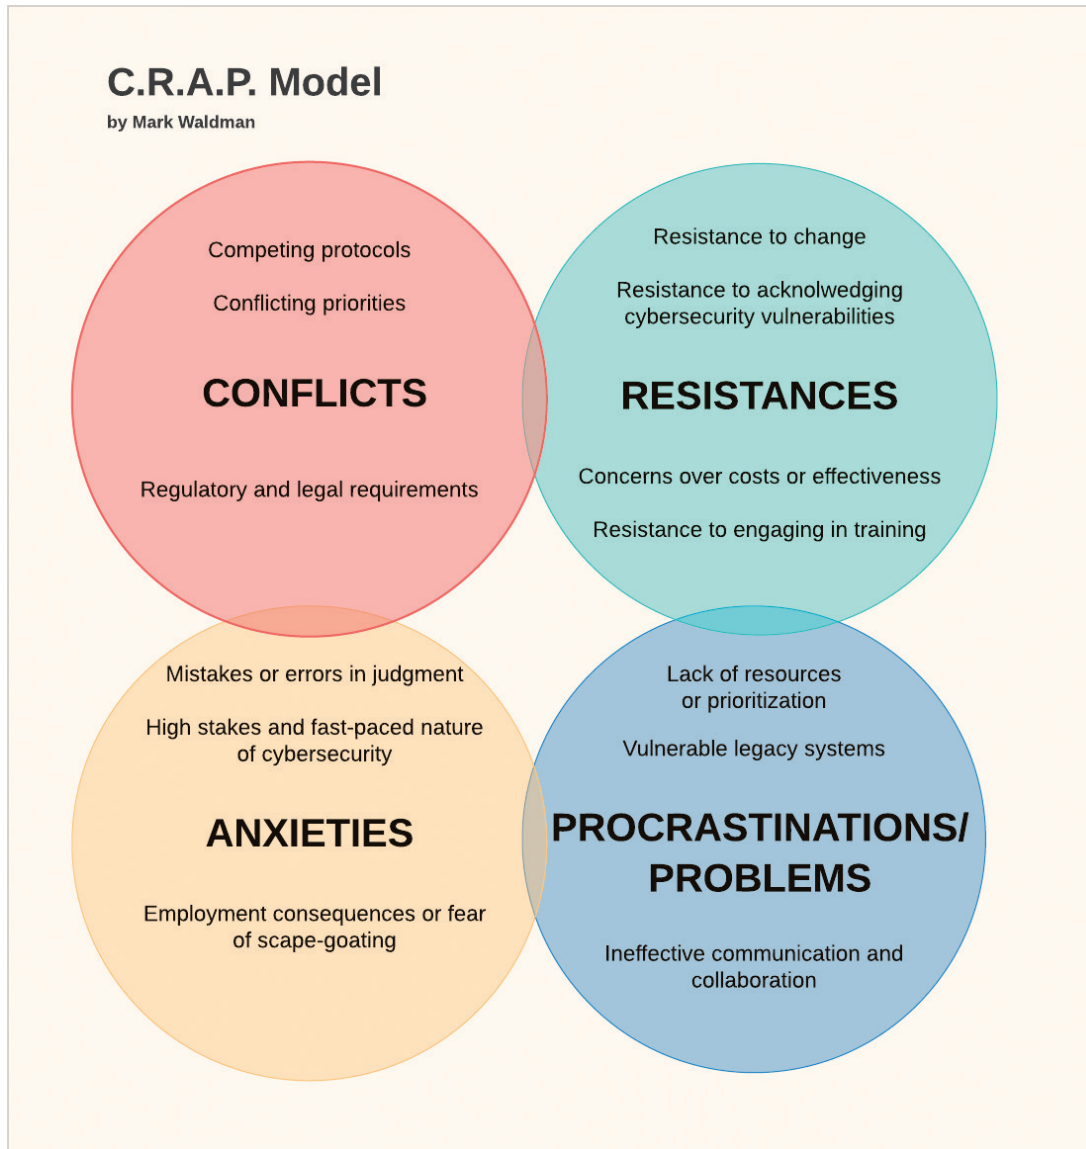 C.R.A.P. Model
by Mark Waldman
Competing protocols
Conflicting priorities
CONFLICTS
Regulatory and legal requirements
Resistance to change
Resistance to acknolwedging
cybersecurity vulnerabilities
RESISTANCES
Concerns over costs or effectiveness
Resistance to engaging in training
Mistakes or errors in judgment
High stakes and fast-paced nature
of cybersecurity
ANXIETIES
Employment consequences or fear
of scape-goating
Lack of resources
or prioritization
Vulnerable legacy systems
PROCRASTINATIONS/
PROBLEMS
Ineffective communication and
collaboration